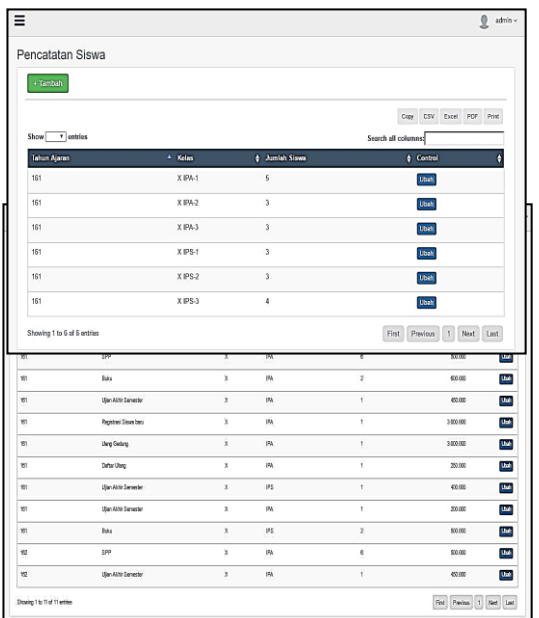 admin
Pencatatan Siswa
+ Tambah
Copy CSV Excel PDF Print
Show entries Search all columns:
Tahun Ajaran Kelas Jumlah Siswa Control
161 X IPA-1 5 Ubah
161 X IPA-2 3 Ubah
161 X IPA-3 3 Ubah
161 X IPS-1 3 Ubah
161 X IPS-2 3 Ubah
161 X IPS-3 4 Ubah
Showing 1 to 6 of 6 entries First Previous 1 Next Last
161 SPP X IPA 6 500.000 Ubah
161 Buku X IPA 2 600.000 Ubah
161 Ujian Akhir Semester X IPA 1 450.000 Ubah
161 Registrasi Siswa baru X IPA 1 3.000.000 Ubah
161 Uang Gedung X IPA 1 3.000.000 Ubah
161 Daftar Ulang X IPA 1 250.000 Ubah
161 Ujian Akhir Semester X IPS 1 400.000 Ubah
161 Ujian Akhir Semester X IPA 1 200.000 Ubah
161 Buku X IPS 2 500.000 Ubah
162 SPP X IPA 6 500.000 Ubah
162 Ujian Akhir Semester X IPA 1 450.000 Ubah
Showing 1 to 11 of 11 entries First Previous 1 Next Last